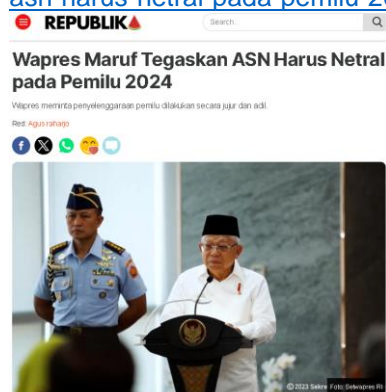 asn harus netral pada pemilu 20
REPUBLIKA
Search.
Wapres Maruf Tegaskan ASN Harus Netral
pada Pemilu 2024
Wapres meminta penyelenggaraan pemilu dilakukan secara jujur dan adil.
Red: Agus raharjo
© 2023 Sekre Foto: Setwapres RI.